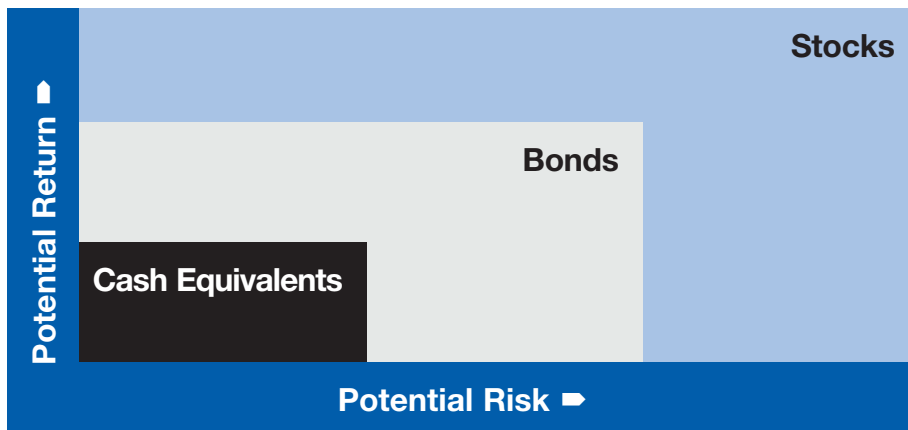 Stocks
Bonds
Cash Equivalents
Potential Return
Potential Risk